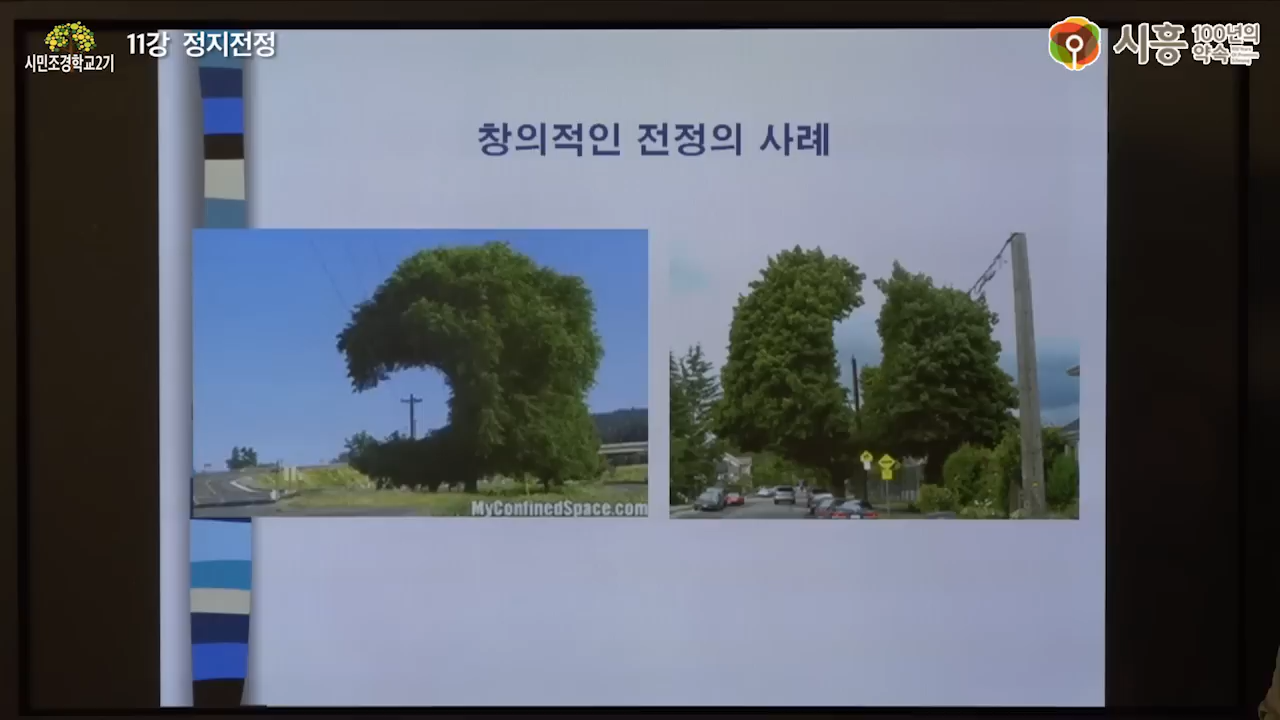 시민조경학교2기
11강 정지전정
시흥 100년의 약속
창의적인 전정의 사례
MyConfinedSpace.com